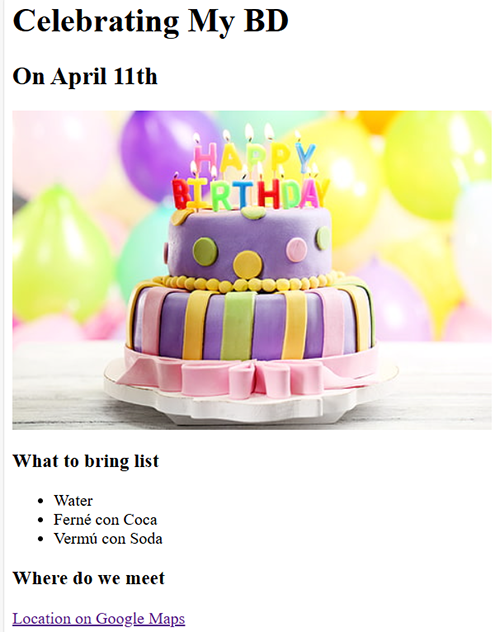 Celebrating My BD
On April 11th
HAPPY
BIRTHDAY
What to bring list
Water
Ferné con Coca
Vermú con Soda
Where do we meet
Location on Google Maps